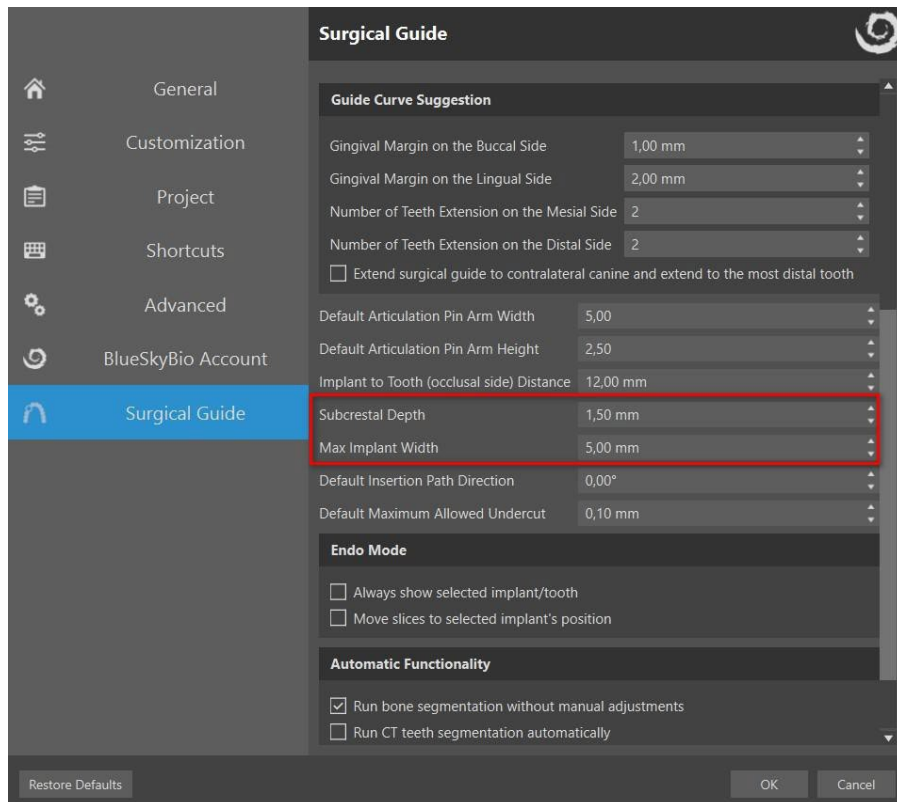 Surgical Guide
General
Customization
Project
Shortcuts
Advanced
BlueSkyBio Account
Surgical Guide
Guide Curve Suggestion
Gingival Margin on the Buccal Side 1,00 mm
Gingival Margin on the Lingual Side 2,00 mm
Number of Teeth Extension on the Mesial Side 2
Number of Teeth Extension on the Distal Side 2
Extend surgical guide to contralateral canine and extend to the most distal tooth
Default Articulation Pin Arm Width 5,00
Default Articulation Pin Arm Height 2,50
Implant to Tooth (occlusal side) Distance 12,00 mm
Subcrestal Depth 1,50 mm
Max Implant Width 5,00 mm
Default Insertion Path Direction 0,00°
Default Maximum Allowed Undercut 0,10 mm
Endo Mode
Always show selected implant/tooth
Move slices to selected implant's position
Automatic Functionality
Run bone segmentation without manual adjustments
Run CT teeth segmentation automatically
Restore Defaults OK Cancel